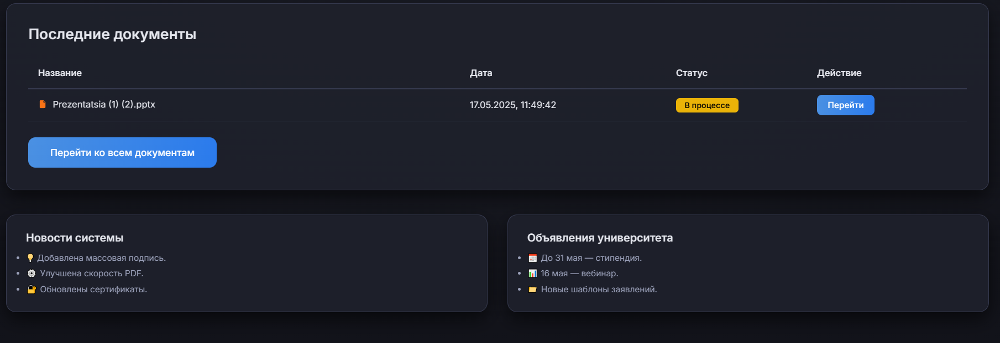 Последние документы
Название Дата Статус Действие
Prezentatsia (1) (2).pptx 17.05.2025, 11:49:42 В процессе Перейти
Перейти ко всем документам
Новости системы
Добавлена массовая подпись.
Улучшена скорость PDF.
Обновлены сертификаты.
Объявления университета
До 31 мая — стипендия.
16 мая — вебинар.
Новые шаблоны заявлений.